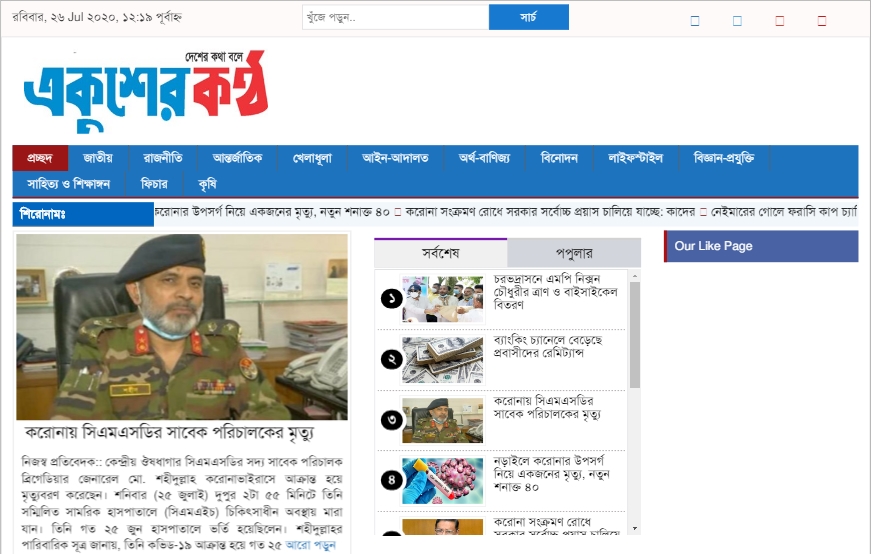 রবিবার, ২৬ Jul ২০২০, ১২:১৯ পূর্বাহ্ন
খুঁজে পড়ুন..
সার্চ
দেশের কথা বলে
একুশের কণ্ঠ
প্রচ্ছদ জাতীয় রাজনীতি আন্তর্জাতিক খেলাধূলা আইন-আদালত অর্থ-বাণিজ্য বিনোদন লাইফস্টাইল বিজ্ঞান-প্রযুক্তি
সাহিত্য ও শিক্ষাঙ্গন ফিচার কৃষি
শিরোনামঃ
করোনার উপসর্গ নিয়ে একজনের মৃত্যু, নতুন শনাক্ত ৪০ করোনা সংক্রমণ রোধে সরকার সর্বোচ্চ প্রয়াস চালিয়ে যাচ্ছে: কাদের নেইমারের গোলে ফরাসি কাপ
করোনায় সিএমএসডির সাবেক পরিচালকের মৃত্যু
নিজস্ব প্রতিবেদক:: কেন্দ্রীয় ঔষধাগার সিএমএসডির সদ্য সাবেক পরিচালক
ব্রিগেডিয়ার জেনারেল মো. শহীদুল্লাহ করোনাভাইরাসে আক্রান্ত হয়ে
মৃত্যুবরণ করেছেন। শনিবার (২৫ জুলাই) দুপুর ২টা ৫৫ মিনিটে তিনি
সম্মিলিত সামরিক হাসপাতালে (সিএমএইচ) চিকিৎসাধীন অবস্থায় মারা
যান। তিনি গত ২৫ জুন হাসপাতালে ভর্তি হয়েছিলেন। শহীদুল্লাহর
পারিবারিক সূত্র জানায়, তিনি কভিড-১৯ আক্রান্ত হয়ে গত ২৫ আরো পড়ুন
সর্বশেষ পপুলার
১
চরভদ্রাসনে এমপি নিক্সন
চৌধুরীর ত্রাণ ও বাইসাইকেল
বিতরণ
২
ব্যাংকিং চ্যানেলে বেড়েছে
প্রবাসীদের রেমিট্যান্স
৩
করোনায় সিএমএসডির
সাবেক পরিচালকের মৃত্যু
৪
নড়াইলে করোনার উপসর্গ
নিয়ে একজনের মৃত্যু, নতুন
শনাক্ত ৪০
করোনা সংক্রমণ রোধে
সরকার সর্বোচ্চ প্রয়াস চালিয়ে
Our Like Page